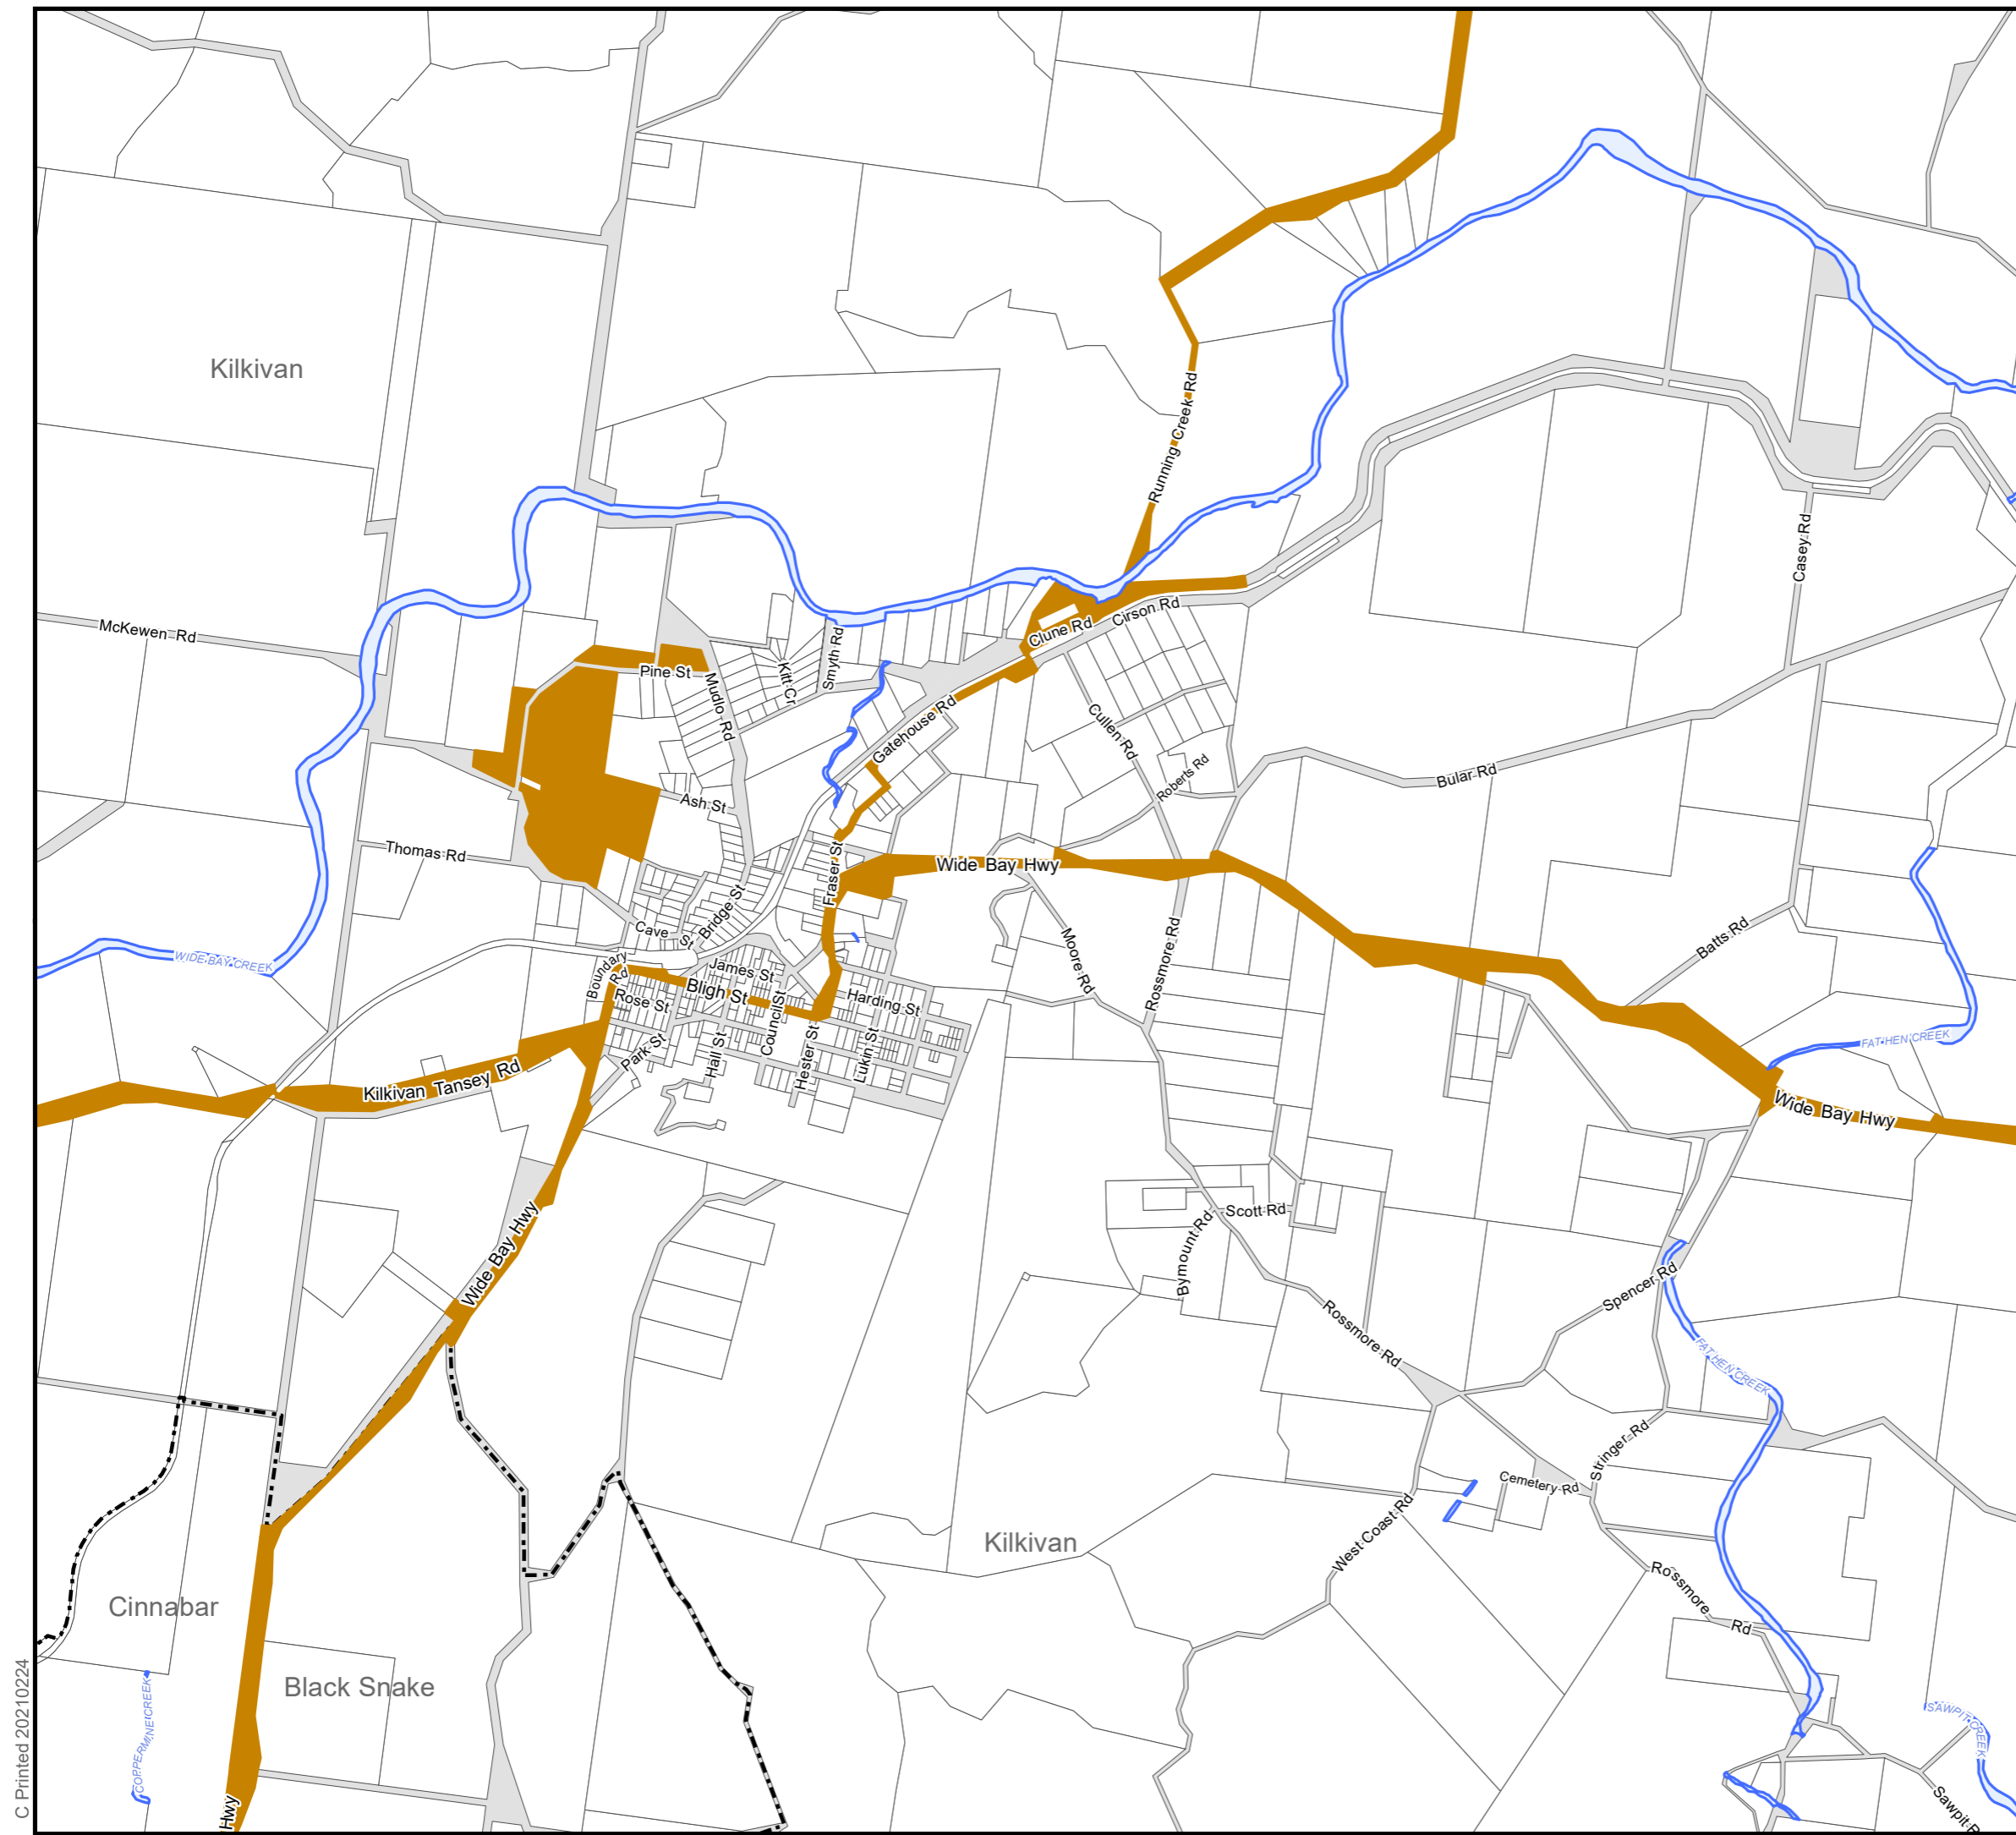 Kilkivan
Running Creek Rd
Casey Rd
McKewen Rd
Clune Rd
Cirson Rd
Pine St
Kitt Cr
Smyth Rd
Mudlo Rd
Gatehouse Rd
Cullen Rd
Roberts Rd
Bular Rd
Ash St
Thomas Rd
Fraser St
Wide Bay Hwy
Bridge St
Cave St
Moore Rd
Rossmore Rd
Batts Rd
WIDE BAY CREEK
Boundary
Rd
James St
Bligh St
Rose St
Council St
Harding St
FAT HEN CREEK
Park St
Hall St
Hester St
Lukin St
Kilkivan Tansey Rd
Wide Bay Hwy
Wide Bay Hwy
Scott Rd
Bymount Rd
Spencer Rd
Rossmore Rd
FAT HEN CREEK
Stringer Rd
Cemetery Rd
West Coast Rd
Kilkivan
Rossmore Rd
Cinnabar
Black Snake
COPPERMINE CREEK
SAWPIT CREEK
Sawpit R
Hwy
C Printed 20210224